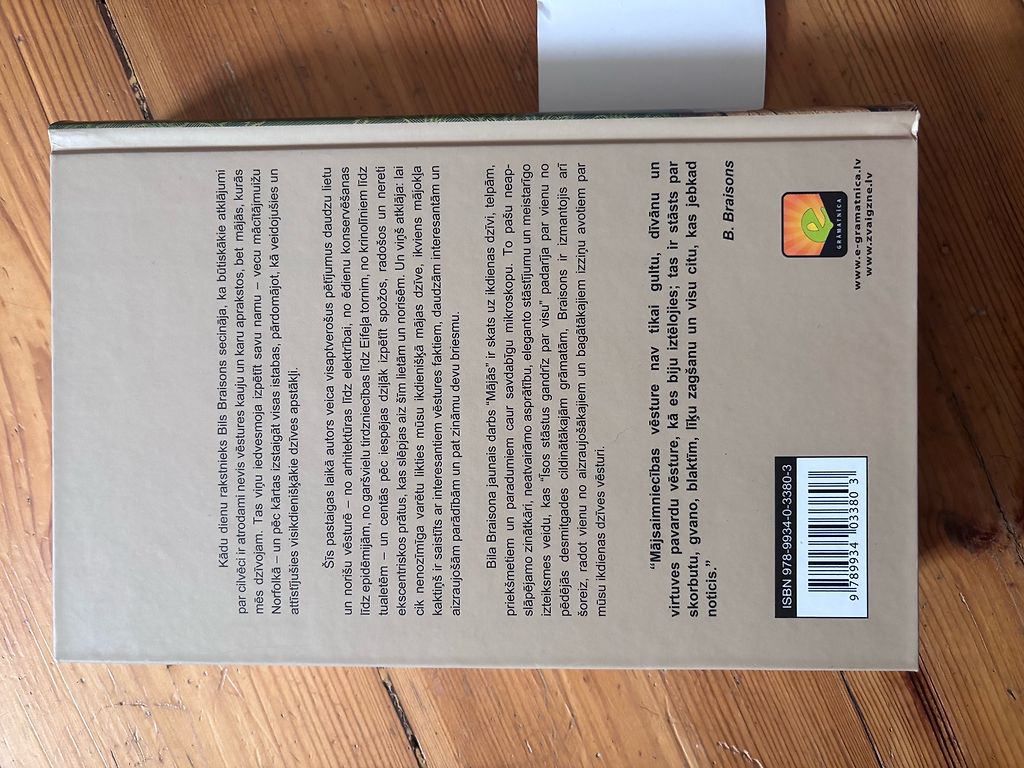 Kādu dienu rakstnieks Bils Braisons secināja, ka būtiskākie atklājumi
par cilvēci ir atrodami nevis vēstures kauju un karu aprakstos, bet mājās, kurās
mēs dzīvojam. Tas viņu iedvesmoja izpētīt savu namu – vecu mācītājmuižu
Norfolkā – un pēc kārtas izstaigāt visas istabas, pārdomājot, kā veidojušies un
attīstījušies visikdienišķākie dzīves apstākļi.
Šīs pastaigas laikā autors veica visaptverošus pētījumus daudzu lietu
un norišu vēsturē – no arhitektūras līdz elektrībai, no ēdienu konservēšanas
līdz epidēmijām, no garšvielu tirdzniecības līdz Eifeļa tornim, no krinolīniem līdz
tualetēm – un centās pēc iespējas dziļāk izpētīt spožos, radošos un nereti
ekscentriskos prātus, kas slēpjas aiz šīm lietām un norisēm. Un viņš atklāja: lai
cik nenozīmīga varētu likties mūsu ikdienišķā mājas dzīve, ikviens mājokļa
kaktiņš ir saistīts ar interesantiem vēstures faktiem, daudzām interesantām un
aizraujošām parādībām un pat zināmu devu briesmu.
Bila Braisona jaunais darbs "Mājās" ir skats uz ikdienas dzīvi, telpām,
priekšmetiem un paradumiem caur savdabīgu mikroskopu. To pašu neap-
slāpējamo zinātkāri, neatvairāmo asprātību, eleganto stāstījumu un meistarīgo
izteiksmes veidu, kas "Īsos stāstus gandrīz par visu" padarīja par vienu no
pēdējās desmitgades cildinātākajām grāmatām, Braisons ir izmantojis arī
šoreiz, radot vienu no aizraujošākajiem un bagātākajiem izziņu avotiem par
mūsu ikdienas dzīves vēsturi.
“Mājsaimniecības vēsture nav tikai gultu, dīvānu un
virtuves pavardu vēsture, kā es biju iztēlojies; tas ir stāsts par
skorbutu, gvano, blaktīm, līķu zagšanu un visu citu, kas jebkad
noticis.”
B. Braisons
ISBN 978-9934-0-3380-3
9 789934 033803
e
GRĀMATNICA
www.e-gramatnica.lv
www.zvaigzne.lv